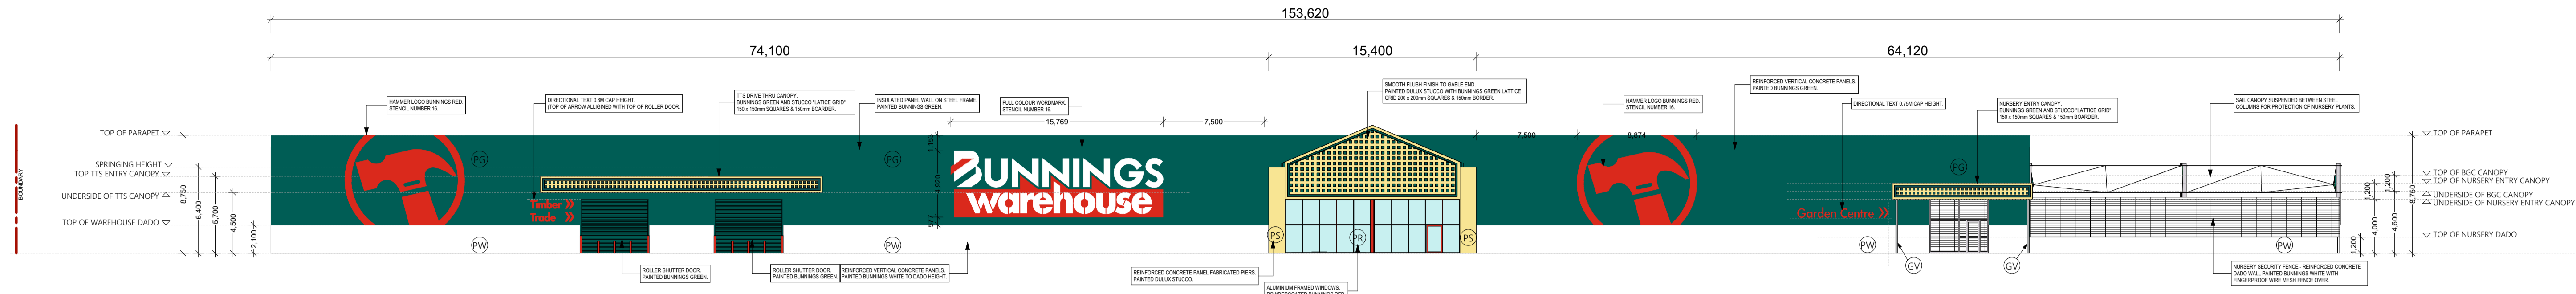 153,620
74,100
15,400
64,120
HAMMER LOGO BUNNINGS RED.
STENCIL NUMBER 16.
DIRECTIONAL TEXT 0.6M CAP HEIGHT.
(TOP OF ARROW ALLIGNED WITH TOP OF ROLLER DOOR.
TTS DRIVE THRU CANOPY.
BUNNINGS GREEN AND STUCCO "LATICE GRID"
150 x 150mm SQUARES & 150mm BOARDER.
INSULATED PANEL WALL ON STEEL FRAME.
PAINTED BUNNINGS GREEN.
FULL COLOUR WORDMARK,
STENCIL NUMBER 16.
SMOOTH FLUSH FINISH TO GABLE END.
PAINTED DULUX STUCCO WITH BUNNINGS GREEN LATTICE
GRID 200 x 200mm SQUARES & 150mm BORDER.
HAMMER LOGO BUNNINGS RED.
STENCIL NUMBER 16.
REINFORCED VERTICAL CONCRETE PANELS.
PAINTED BUNNINGS GREEN.
DIRECTIONAL TEXT 0.75M CAP HEIGHT.
NURSERY ENTRY CANOPY.
BUNNINGS GREEN AND STUCCO "LATTICE GRID"
150 x 150mm SQUARES & 150mm BOARDER.
SAIL CANOPY SUSPENDED BETWEEN STEEL
COLUMNS FOR PROTECTION OF NURSERY PLANTS.
15,769
7,500
7,500
8,874
BOUNDARY
TOP OF PARAPET
SPRINGING HEIGHT
TOP TTS ENTRY CANOPY
UNDERSIDE OF TTS CANOPY
TOP OF WAREHOUSE DADO
8,750
6,400
5,700
4,500
2,100
PG
PG
PG
1,153
4,920
577
BUNNINGS
warehouse
Timber
Trade
Garden Centre
PW
PW
PS
PR
PS
PW
PW
GV
GV
1,200
1,200
1,200
4,000
4,600
8,750
TOP OF PARAPET
TOP OF BGC CANOPY
TOP OF NURSERY ENTRY CANOPY
UNDERSIDE OF BGC CANOPY
UNDERSIDE OF NURSERY ENTRY CANOPY
TOP OF NURSERY DADO
ROLLER SHUTTER DOOR.
PAINTED BUNNINGS GREEN.
ROLLER SHUTTER DOOR.
PAINTED BUNNINGS GREEN.
REINFORCED VERTICAL CONCRETE PANELS.
PAINTED BUNNINGS WHITE TO DADO HEIGHT.
REINFORCED CONCRETE PANEL FABRICATED PIERS.
PAINTED DULUX STUCCO.
ALUMINIUM FRAMED WINDOWS.
NURSERY SECURITY FENCE - REINFORCED CONCRETE
DADO WALL PAINTED BUNNINGS WHITE WITH
FINGERPROOF WIRE MESH FENCE OVER.